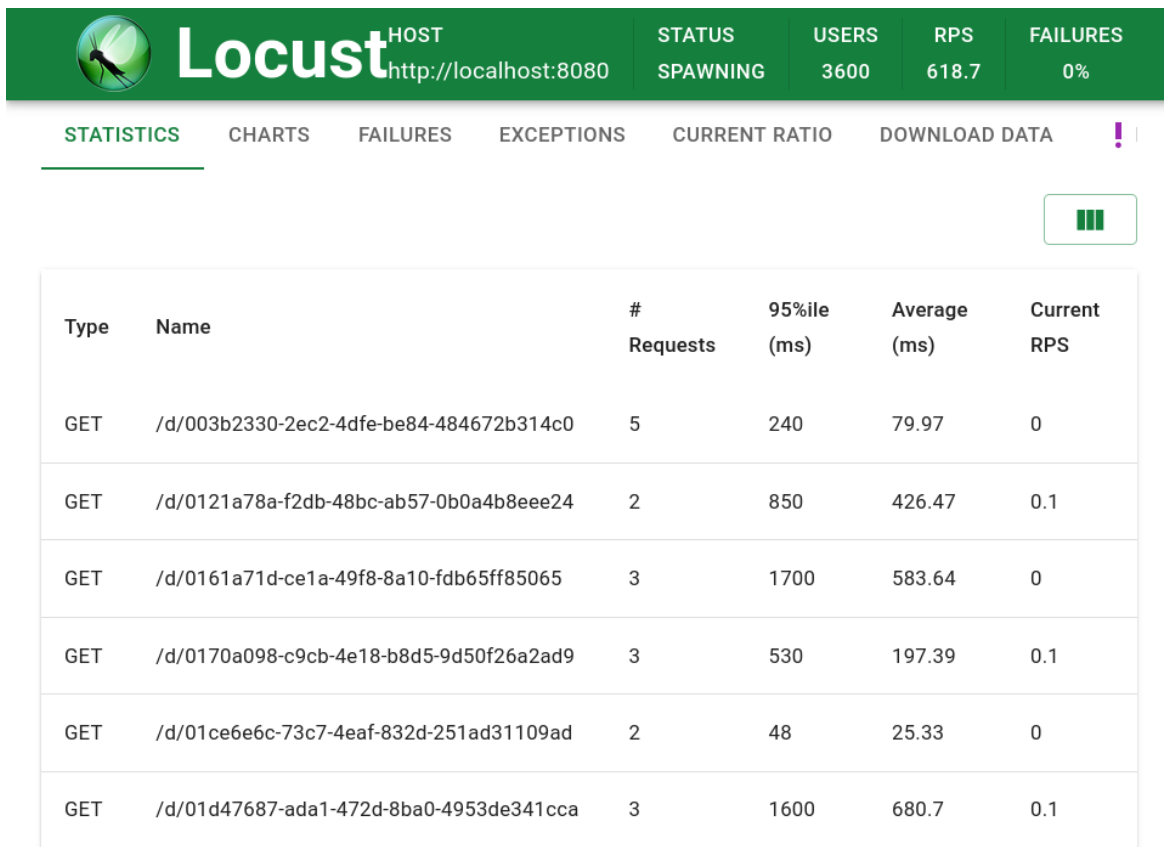 Locust
HOST
http://localhost:8080
STATUS
SPAWNING
USERS
3600
RPS
618.7
FAILURES
0%
STATISTICS CHARTS FAILURES EXCEPTIONS CURRENT RATIO DOWNLOAD DATA
Type Name # Requests 95%ile (ms) Average (ms) Current RPS
GET /d/003b2330-2ec2-4dfe-be84-484672b314c0 5 240 79.97 0
GET /d/0121a78a-f2db-48bc-ab57-0b0a4b8eee24 2 850 426.47 0.1
GET /d/0161a71d-ce1a-49f8-8a10-fdb65ff85065 3 1700 583.64 0
GET /d/0170a098-c9cb-4e18-b8d5-9d50f26a2ad9 3 530 197.39 0.1
GET /d/01ce6e6c-73c7-4eaf-832d-251ad31109ad 2 48 25.33 0
GET /d/01d47687-ada1-472d-8ba0-4953de341cca 3 1600 680.7 0.1